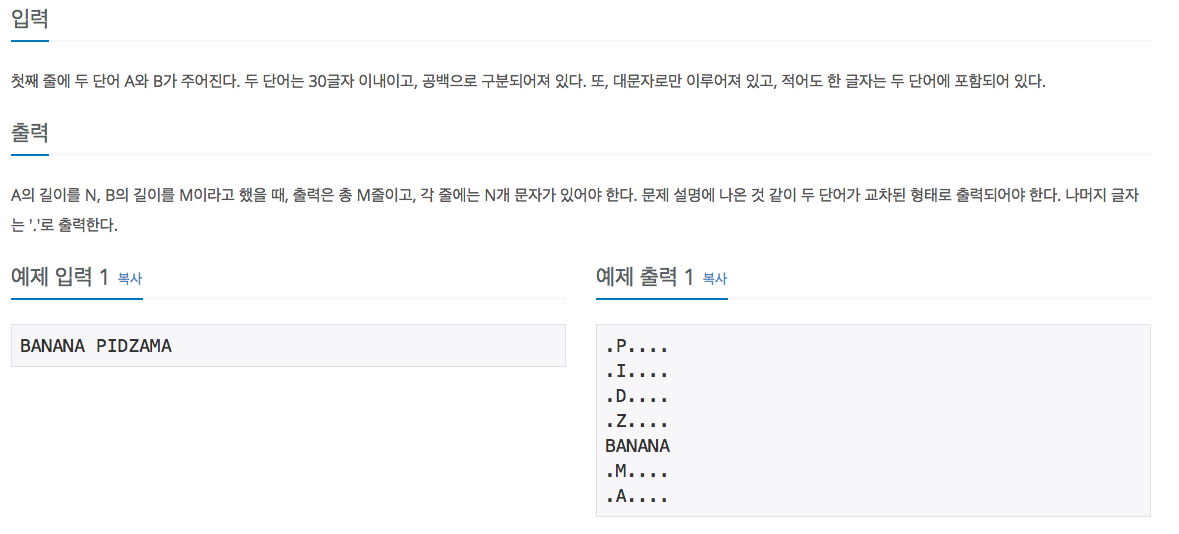 입력
첫째 줄에 두 단어 A와 B가 주어진다. 두 단어는 30글자 이내이고, 공백으로 구분되어져 있다. 또, 대문자로만 이루어져 있고, 적어도 한 글자는 두 단어에 포함되어 있다.
출력
A의 길이를 N, B의 길이를 M이라고 했을 때, 출력은 총 M줄이고, 각 줄에는 N개 문자가 있어야 한다. 문제 설명에 나온 것 같이 두 단어가 교차된 형태로 출력되어야 한다. 나머지 글자
는 '.'로 출력한다.
예제 입력 1 복사
BANANA PIDZAMA
예제 출력 1 복사
.P....
.I....
.D....
.Z....
BANANA
.M....
.A....